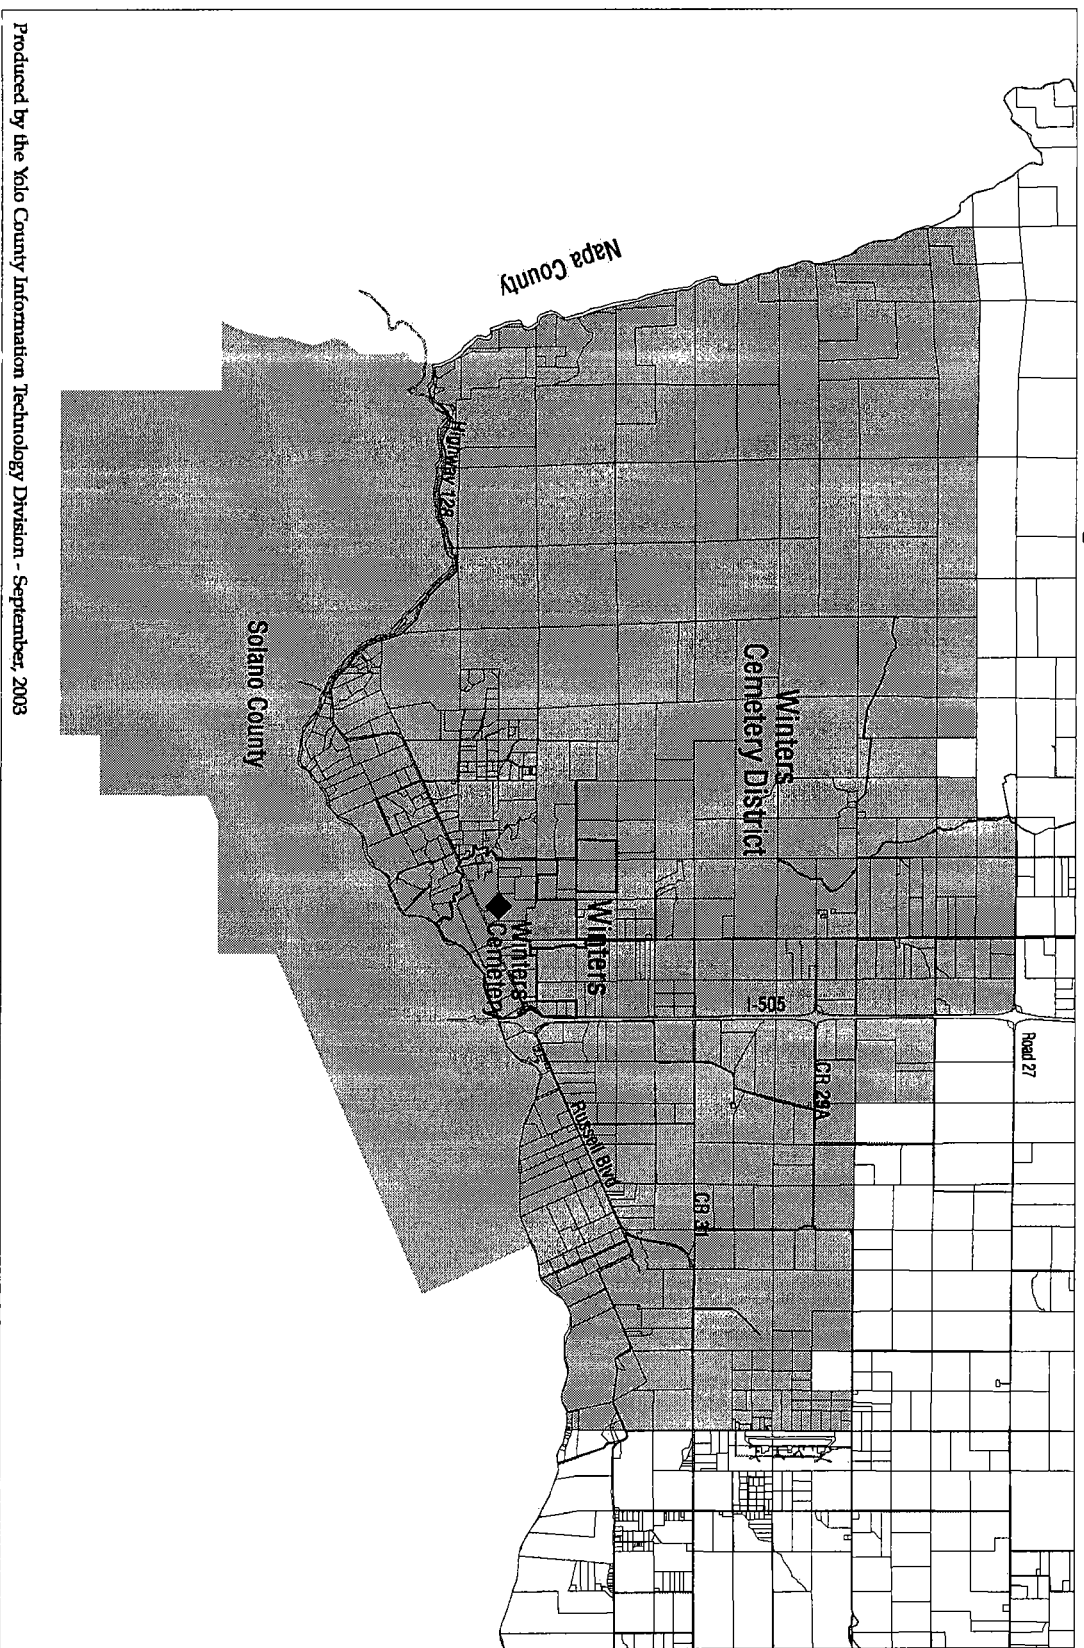 Napa County
Highway 128
Solano County
Winters
Cemetery District
Winters
Winters
Cemetery
I-505
Road 27
CR 29A
Russell Blvd
CR 31
Produced by the Yolo County Information Technology Division - September, 2003